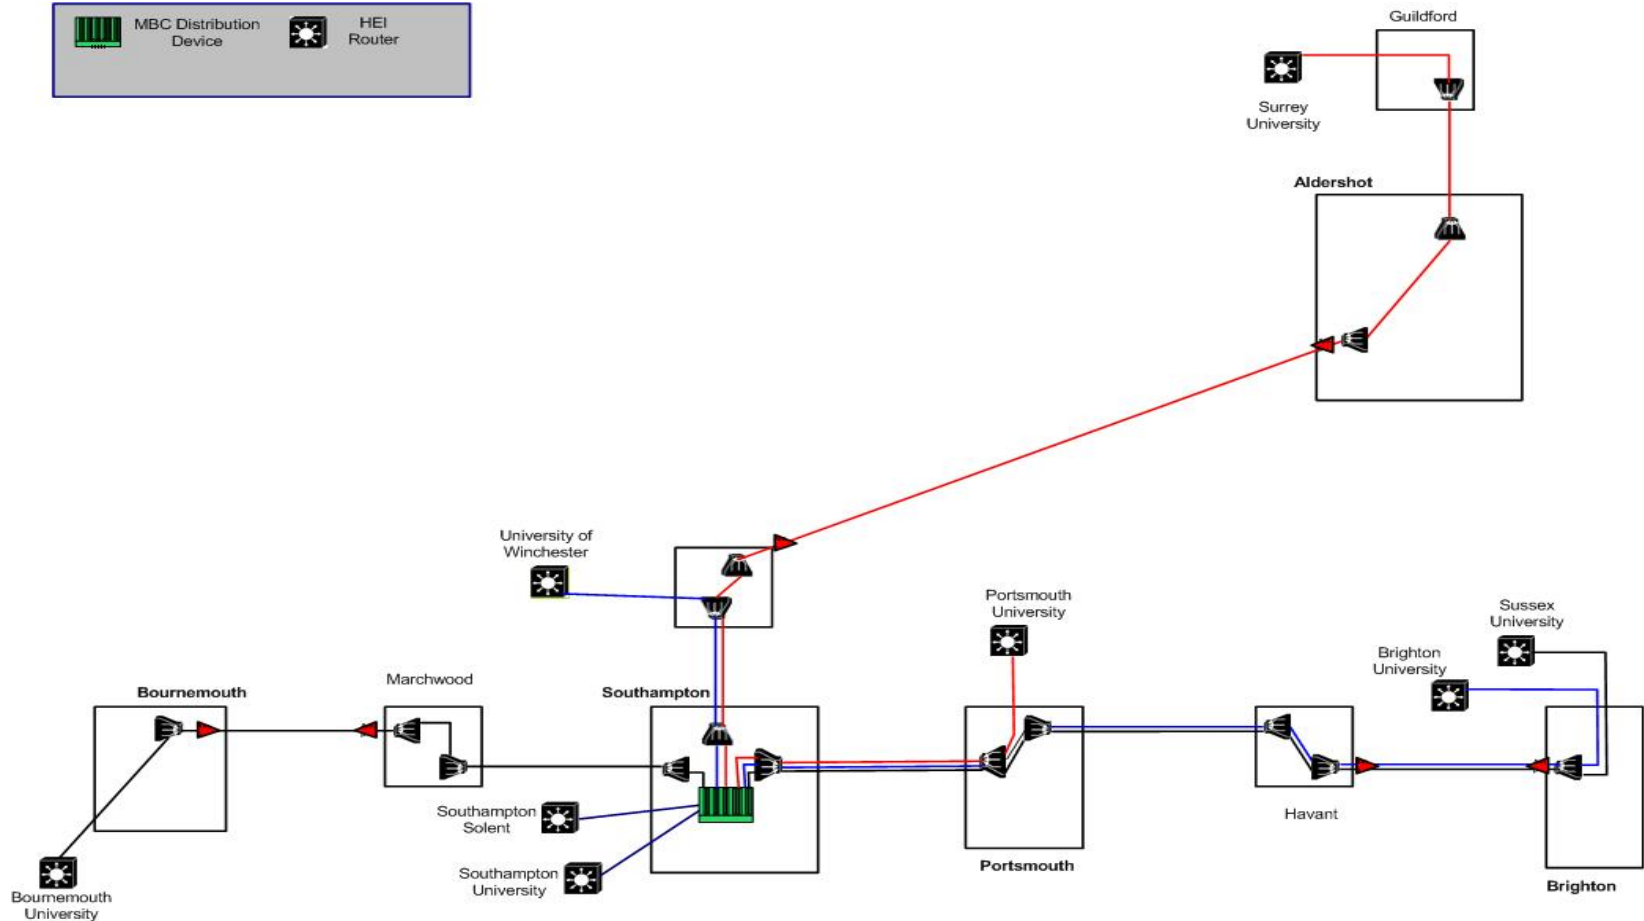 MBC Distribution
Device
HEI
Router
Guildford
Surrey
University
Aldershot
University of
Winchester
Portsmouth
University
Sussex
University
Brighton
University
Marchwood
Bournemouth
Southampton
Southampton
Solent
Southampton
University
Havant
Portsmouth
Brighton
Bournemouth
University